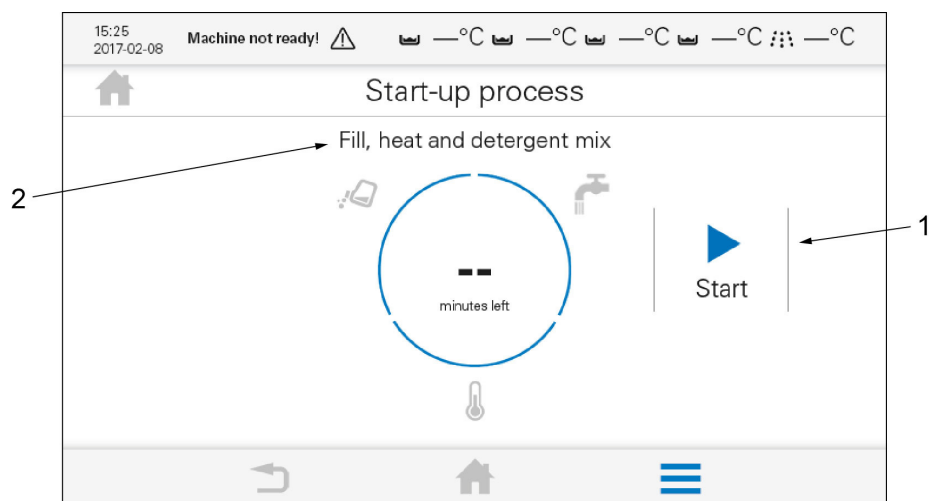 15:25
2017-02-08
Machine not ready!
—°C —°C —°C —°C —°C
Start-up process
Fill, heat and detergent mix
2
1
--
minutes left
Start